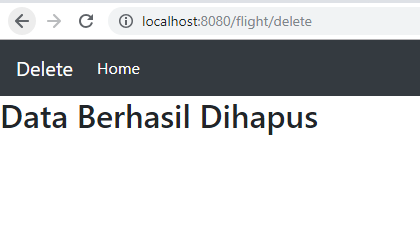 localhost:8080/flight/delete
Delete Home
Data Berhasil Dihapus